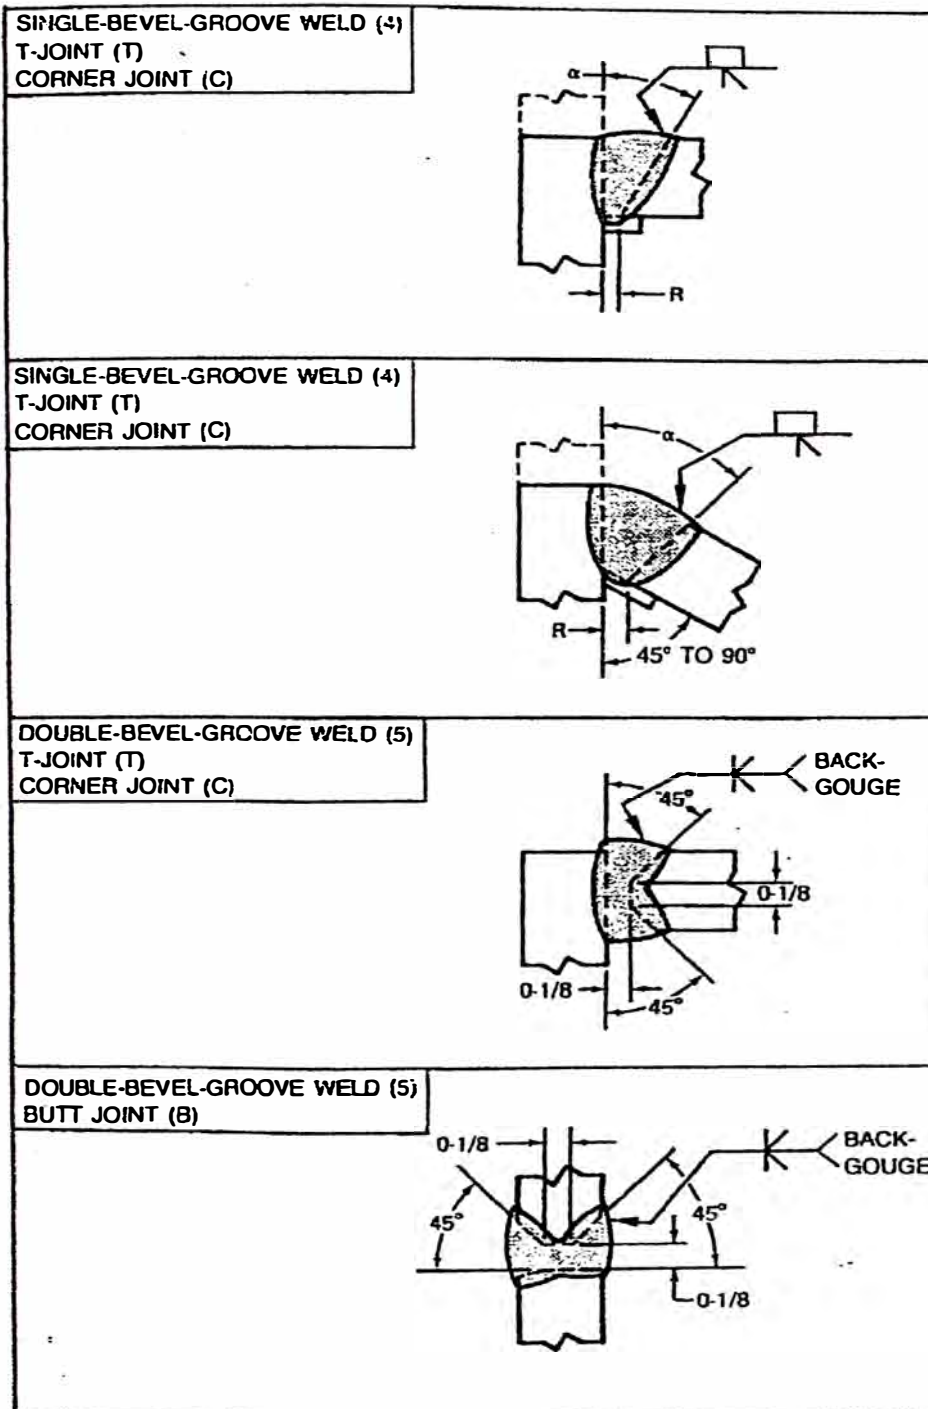 SINGLE-BEVEL-GROOVE WELD (4)
T-JOINT (T)
CORNER JOINT (C)
α
R
SINGLE-BEVEL-GROOVE WELD (4)
T-JOINT (T)
CORNER JOINT (C)
α
R
45° TO 90°
DOUBLE-BEVEL-GROOVE WELD (5)
T-JOINT (T)
CORNER JOINT (C)
BACK-
GOUGE
45°
0-1/8
0-1/8
45°
DOUBLE-BEVEL-GROOVE WELD (5)
BUTT JOINT (B)
0-1/8
BACK-
GOUGE
45°
45°
0-1/8